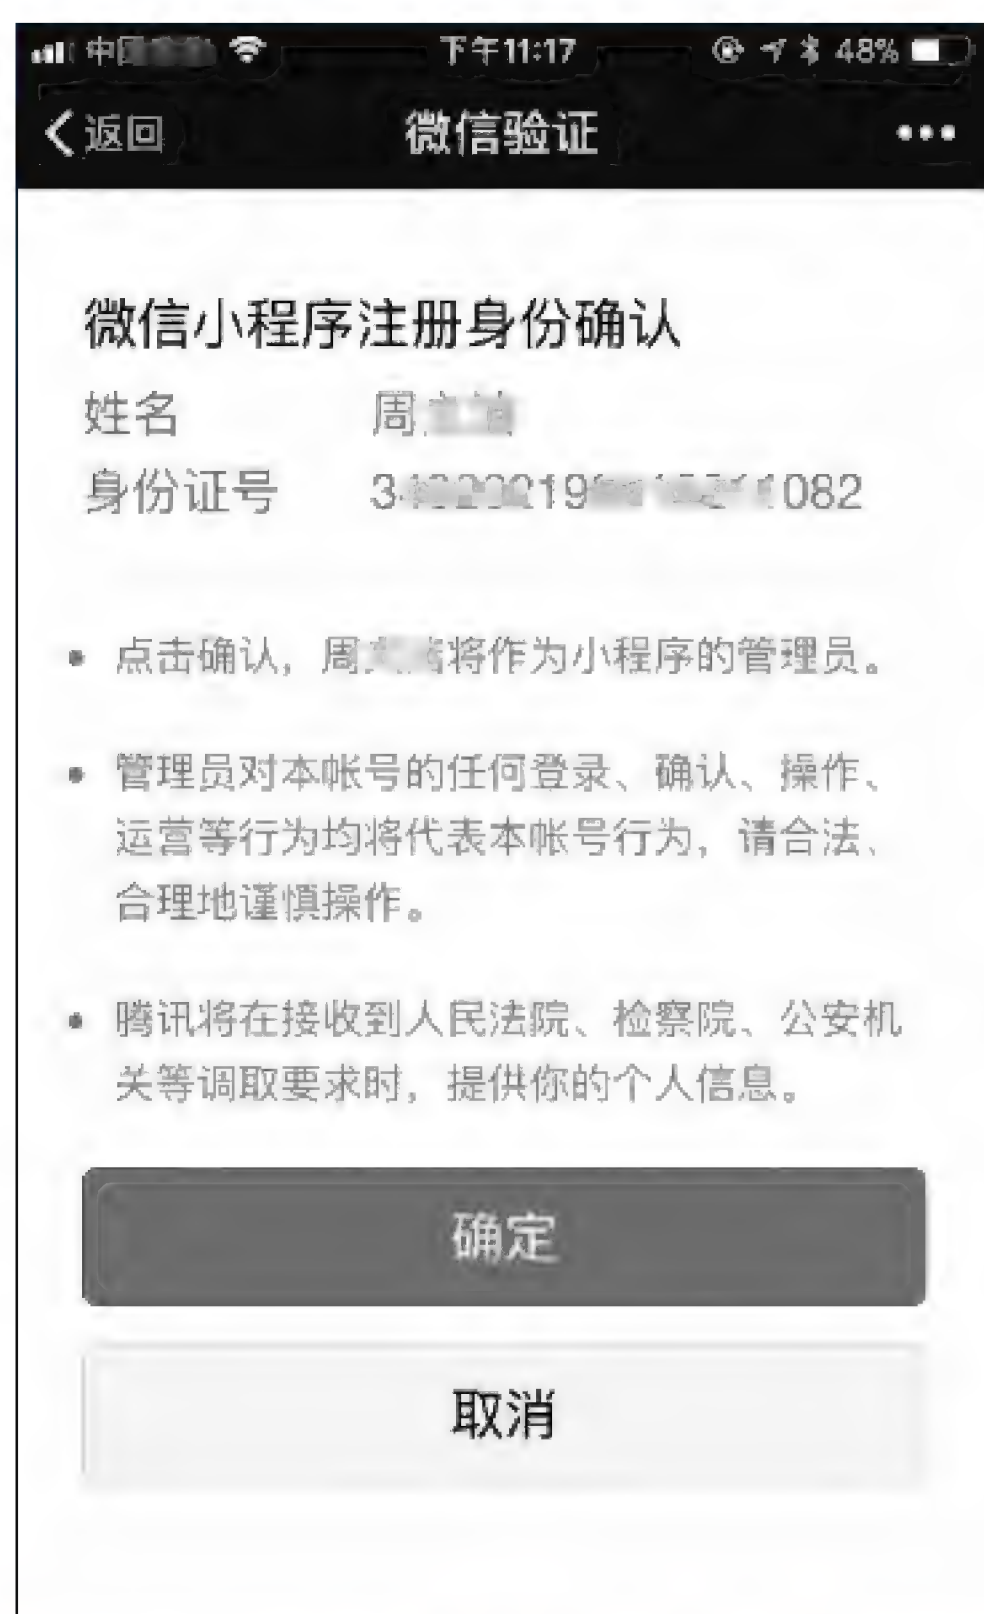 中国 下午11:17 48%
返回 微信验证
微信小程序注册身份确认
姓名 周
身份证号 3 19 1082
点击确认，周 将作为小程序的管理员。
管理员对本帐号的任何登录、确认、操作、
运营等行为均将代表本帐号行为，请合法、
合理地谨慎操作。
腾讯将在接收到人民法院、检察院、公安机
关等调取要求时，提供你的个人信息。
确定
取消